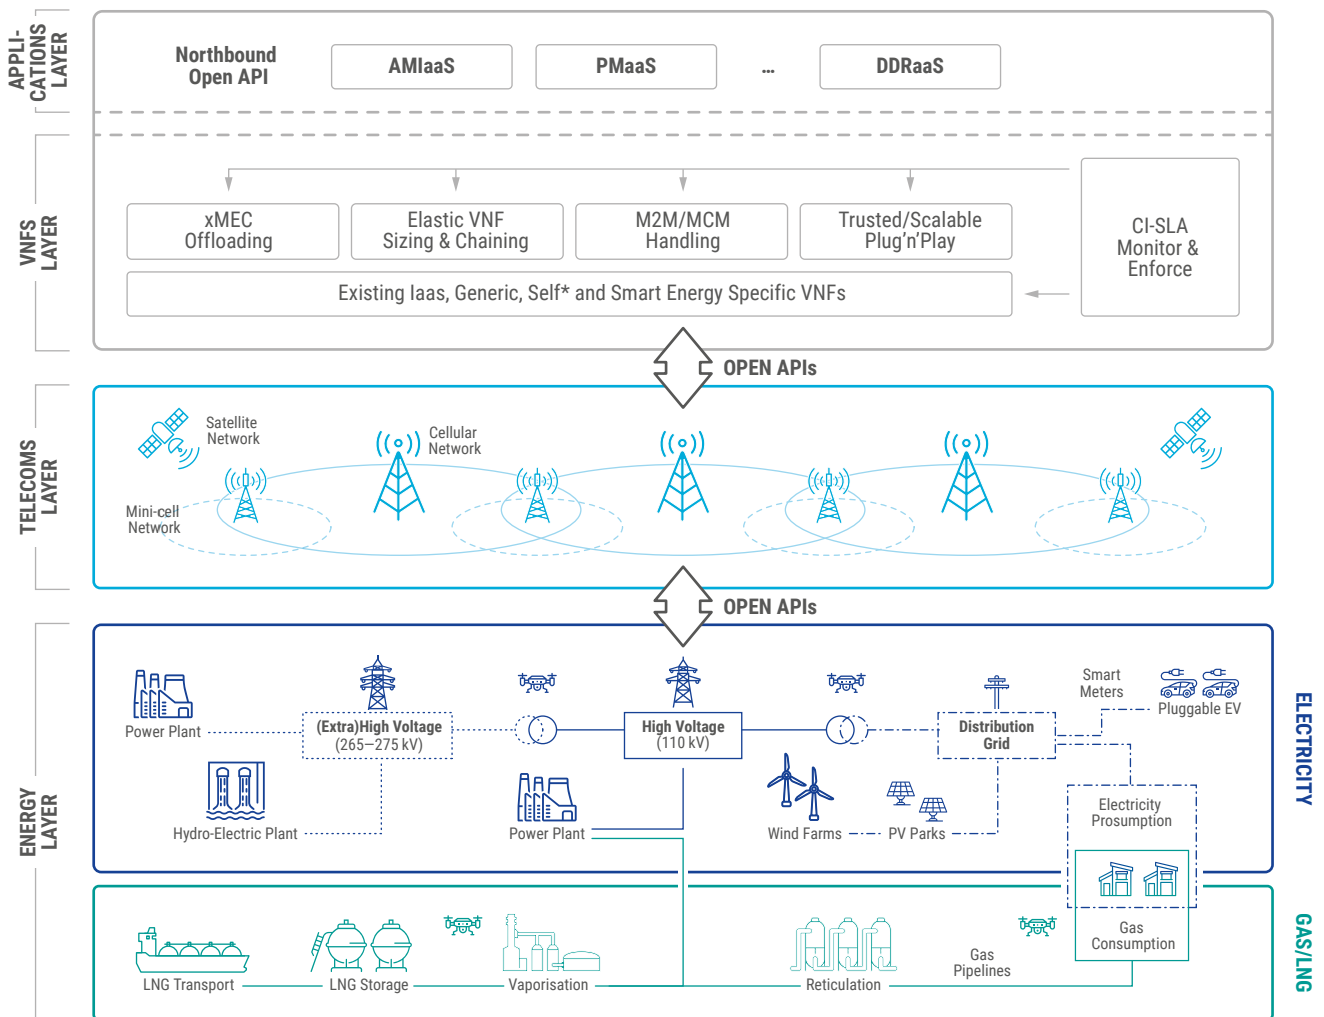 APPLI-
CATIONS
LAYER
Northbound
Open API
AMIaaS
PMaaS
...
DDRaaS
VNFS
LAYER
xMEC
Offloading
Elastic VNF
Sizing & Chaining
M2M/MCM
Handling
Trusted/Scalable
Plug'n'Play
CI-SLA
Monitor &
Enforce
Existing Iaas, Generic, Self* and Smart Energy Specific VNFs
OPEN APIs
TELECOMS
LAYER
Satellite
Network
Cellular
Network
Mini-cell
Network
OPEN APIs
ENERGY
LAYER
ELECTRICITY
Power Plant
(Extra)High Voltage
(265—275 kV)
High Voltage
(110 kV)
Distribution
Grid
Smart
Meters
Pluggable EV
Hydro-Electric Plant
Power Plant
Wind Farms
PV Parks
Electricity
Prosumption
GAS/LNG
LNG Transport
LNG Storage
Vaporisation
Reticulation
Gas
Pipelines
Gas
Consumption